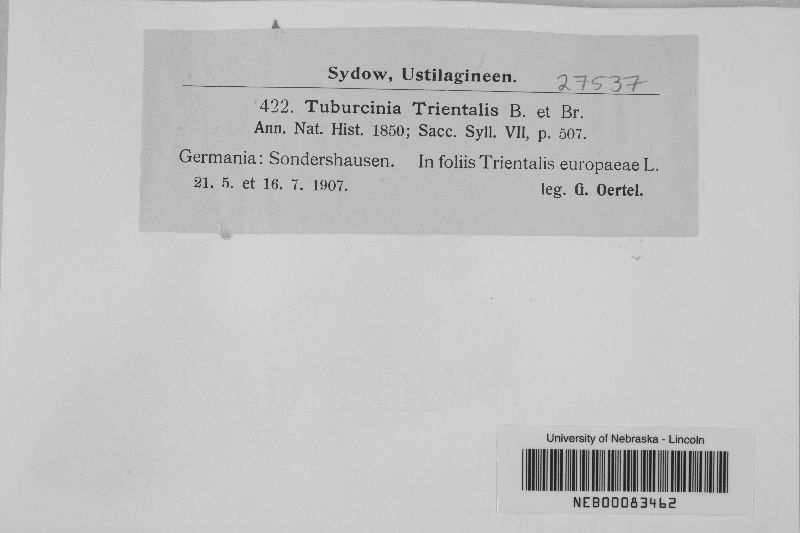 Sydow, Ustilagineen. 27537
422. Tuburcinia Trientalis B. et Br.
Ann. Nat. Hist. 1850; Sacc. Syll. VII, p. 507.
Germania: Sondershausen. In foliis Trientalis europaeae L.
21. 5. et 16. 7. 1907. leg. G. Oertel.
University of Nebraska - Lincoln
NEB00083462